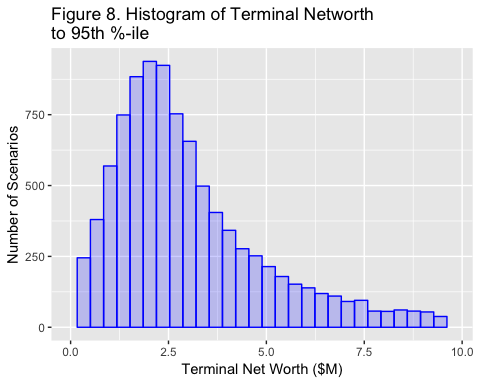 Figure 8. Histogram of Terminal Networth
to 95th %-ile
Number of Scenarios
750
500
250
0
0.0 2.5 5.0 7.5 10.0
Terminal Net Worth ($M)